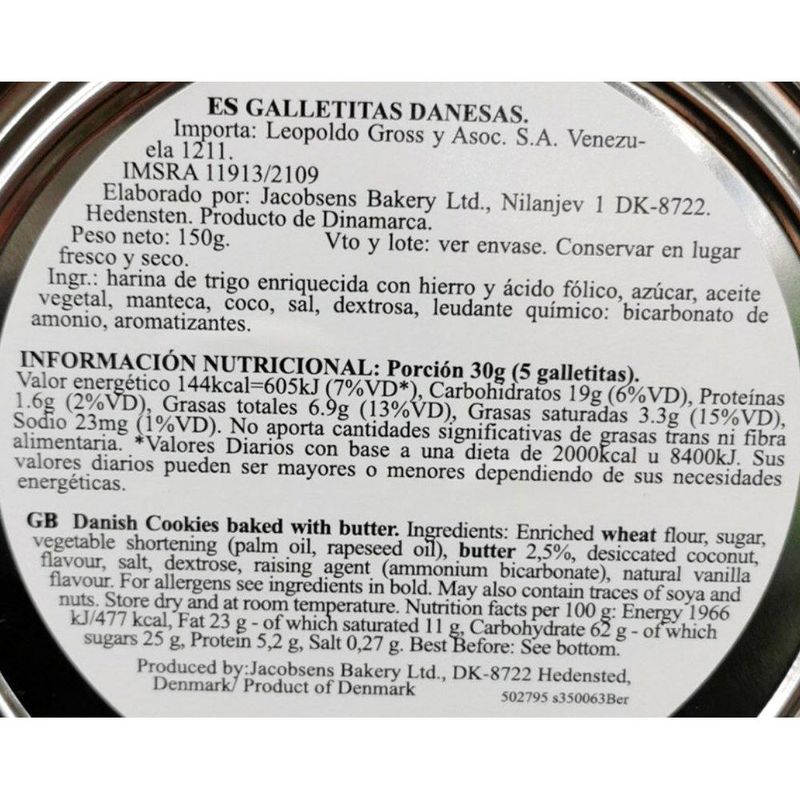 ES GALLETITAS DANESAS.
Importa: Leopoldo Gross y Asoc. S.A. Venezu-
ela 1211.
IMSRA 11913/2109
Elaborado por: Jacobsens Bakery Ltd., Nilanjev 1 DK-8722.
Hedensten. Producto de Dinamarca.
Peso neto: 150g. Vto y lote: ver envase. Conservar en lugar
fresco y seco.
Ingr.: harina de trigo enriquecida con hierro y ácido fólico, azúcar, aceite
vegetal, manteca, coco, sal, dextrosa, leudante químico: bicarbonato de
amonio, aromatizantes.
INFORMACIÓN NUTRICIONAL: Porción 30g (5 galletitas).
Valor energético 144kcal=605kJ (7%VD*), Carbohidratos 19g (6%VD), Proteínas
1.6g (2%VD), Grasas totales 6.9g (13%VD), Grasas saturadas 3.3g (15%VD),
Sodio 23mg (1%VD). No aporta cantidades significativas de grasas trans ni fibra
alimentaria. *Valores Diarios con base a una dieta de 2000kcal u 8400kJ. Sus
valores diarios pueden ser mayores o menores dependiendo de sus necesidades
energéticas.
GB Danish Cookies baked with butter. Ingredients: Enriched wheat flour, sugar,
vegetable shortening (palm oil, rapeseed oil), butter 2,5%, desiccated coconut,
flavour, salt, dextrose, raising agent (ammonium bicarbonate), natural vanilla
flavour. For allergens see ingredients in bold. May also contain traces of soya and
nuts. Store dry and at room temperature. Nutrition facts per 100 g: Energy 1966
kJ/477 kcal, Fat 23 g - of which saturated 11 g, Carbohydrate 62 g - of which
sugars 25 g, Protein 5,2 g, Salt 0,27 g. Best Before: See bottom.
Produced by:Jacobsens Bakery Ltd., DK-8722 Hedensted,
Denmark/ Product of Denmark
502795 s350063Ber